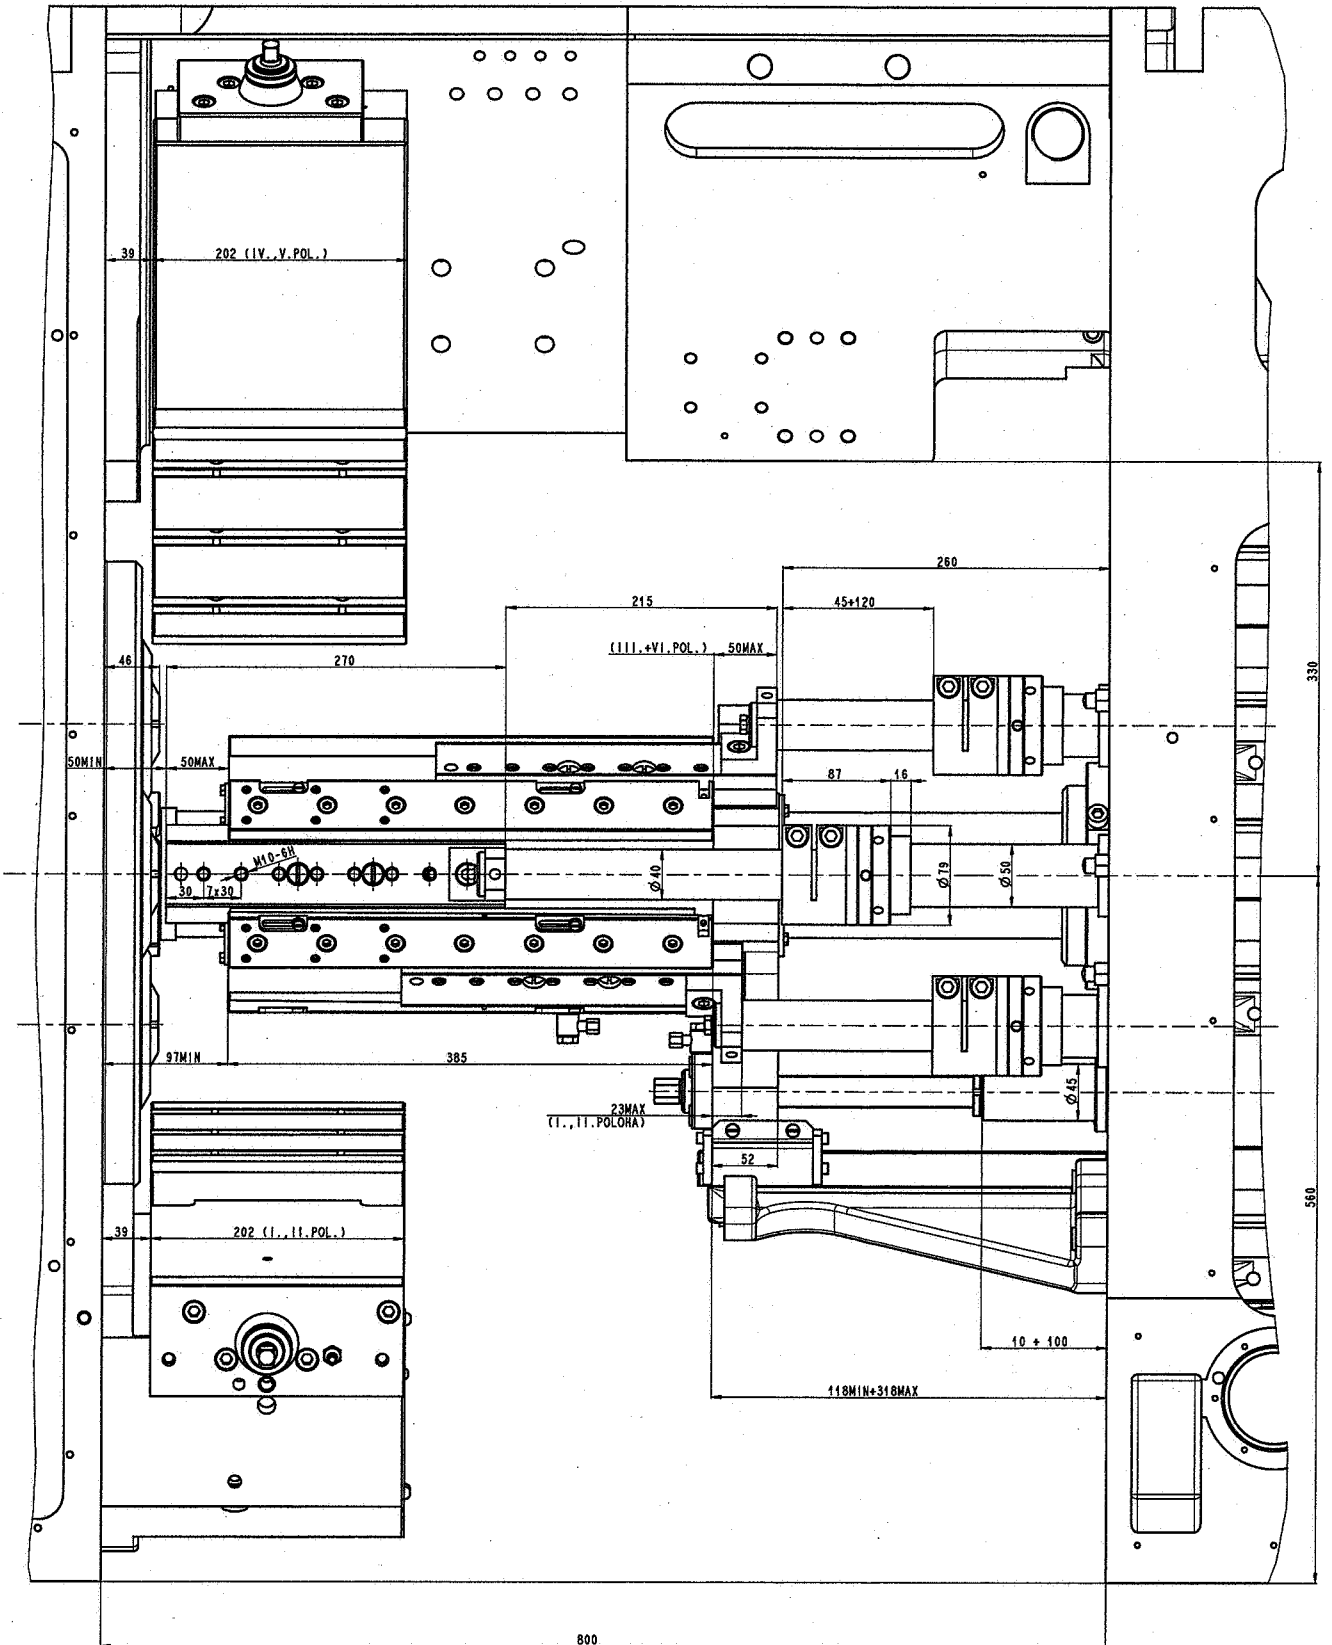 39
202 (IV.,V.POL.)
260
215
45+120
(III.+VI.POL.)
50MAX
46
270
330
50MIN
50MAX
87
16
M10-6H
30
7x30
Ø40
Ø79
Ø50
97MIN
385
Ø45
23MAX
(I.,II.POLOHA)
52
560
39
202 (I.,II.POL.)
10 + 100
118MIN+318MAX
800